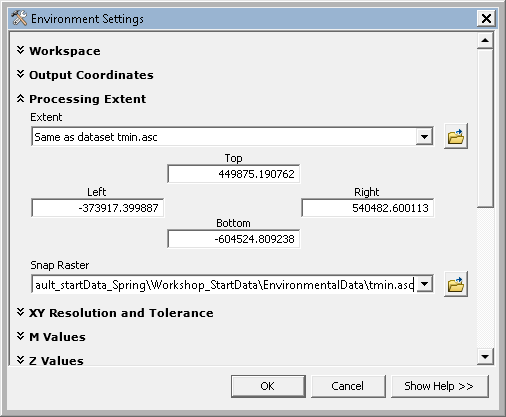 Environment Settings
Workspace
Output Coordinates
Processing Extent
Extent
Same as dataset tmin.asc
Top
449875.190762
Left
Right
-373917.399887
540482.600113
Bottom
-604524.809238
Snap Raster
ault_startData_Spring\Workshop_StartData\EnvironmentalData\tmin.asc
XY Resolution and Tolerance
M Values
Z Values
OK
Cancel
Show Help >>